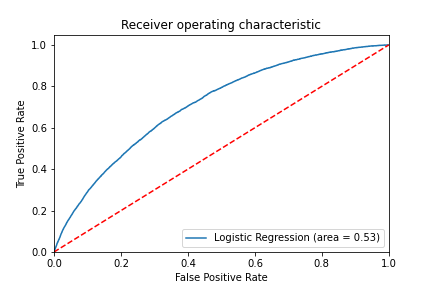 Receiver operating characteristic
1.0
0.8
0.6
0.4
0.2
0.0
True Positive Rate
Logistic Regression (area = 0.53)
0.0 0.2 0.4 0.6 0.8 1.0
False Positive Rate